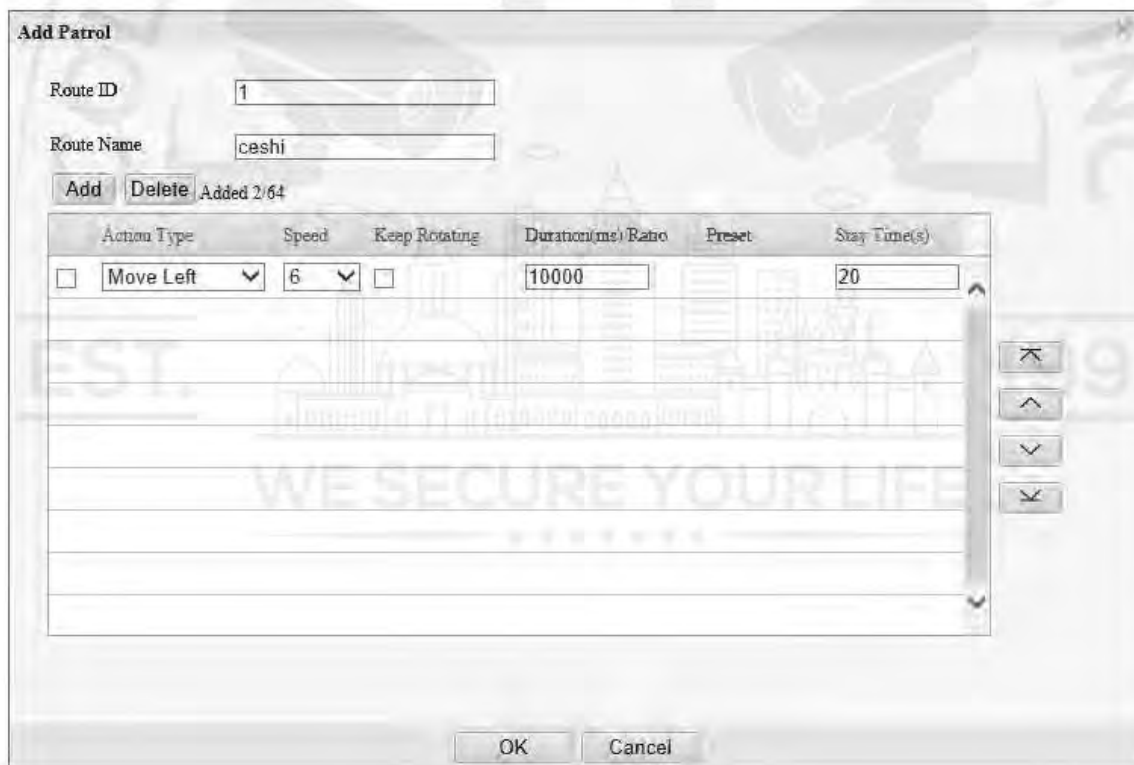 Add Patrol
Route ID 1
Route Name ceshi
Add Delete Added 2/64
Action Type Speed Keep Rotating Duration(ms)/Ratio Preset Stay Time(s)
Move Left 6 10000 20
EST.
WE SECURE YOUR LIFE
OK Cancel